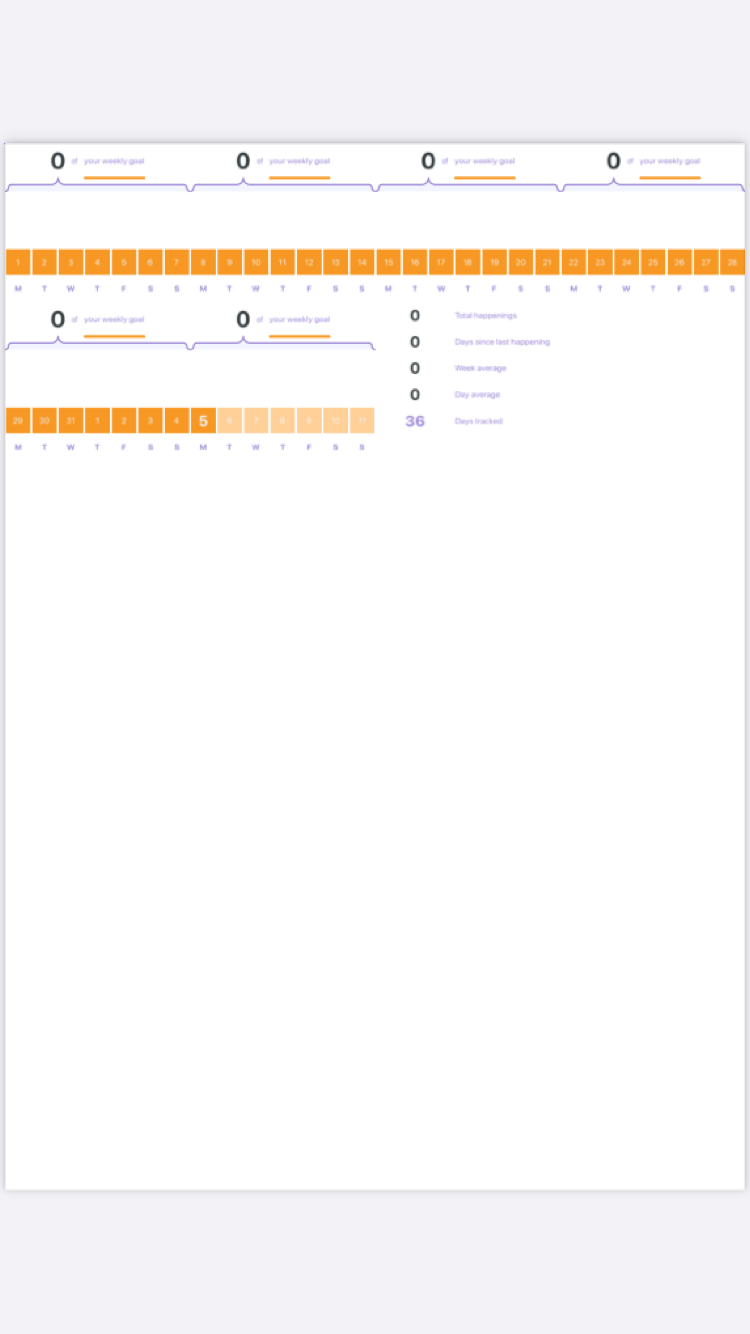 0 of your weekly goal 0 of your weekly goal 0 of your weekly goal 0 of your weekly goal
1 2 3 4 5 6 7 8 9 10 11 12 13 14 15 16 17 18 19 20 21 22 23 24 25 26 27 28
M T W T F S S M T W T F S S M T W T F S S M T W T F S S
0 of your weekly goal 0 of your weekly goal
29 30 31 1 2 3 4 5 6 7 8 9 10 11
M T W T F S S M T W T F S S
0 Total happenings
0 Days since last happening
0 Week average
0 Day average
36 Days tracked